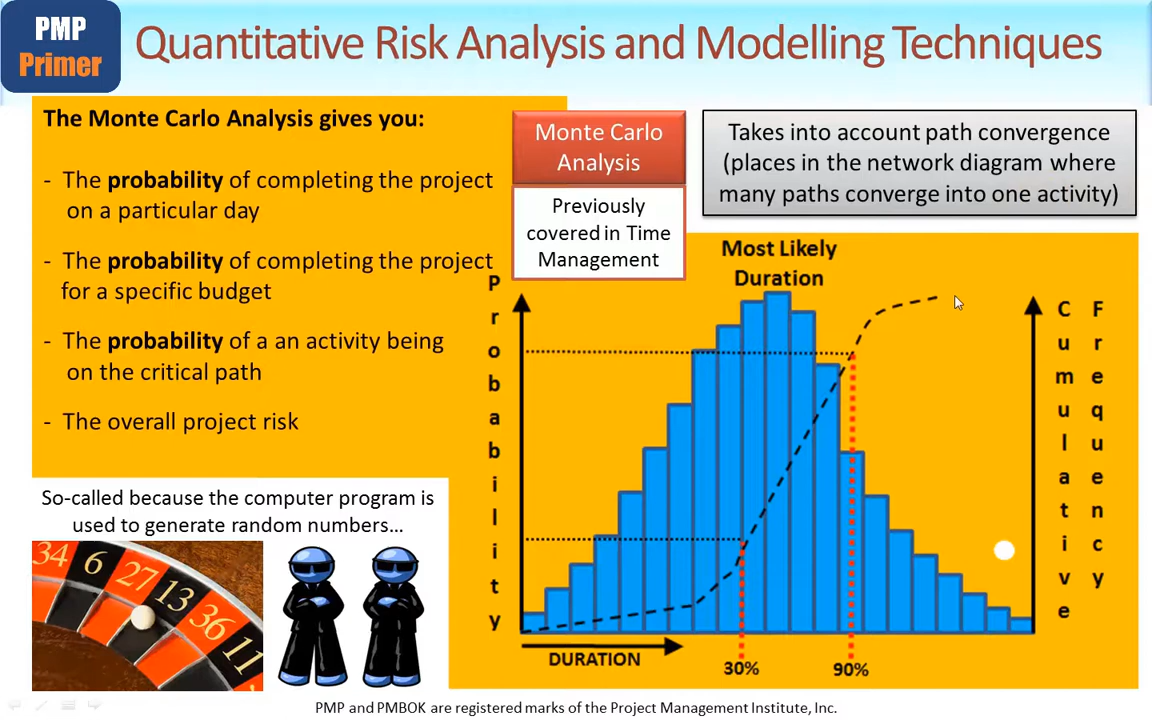 PMP
Primer
Quantitative Risk Analysis and Modelling Techniques
The Monte Carlo Analysis gives you:
- The probability of completing the project
on a particular day
- The probability of completing the project
for a specific budget
- The probability of a an activity being
on the critical path
- The overall project risk
So-called because the computer program is
used to generate random numbers...
34 6 27 13 36 11
Monte Carlo
Analysis
Previously
covered in Time
Management
Takes into account path convergence
(places in the network diagram where
many paths converge into one activity)
Most Likely
Duration
Probability
Cumulative
Frequency
DURATION
30%
90%
PMP and PMBOK are registered marks of the Project Management Institute, Inc.